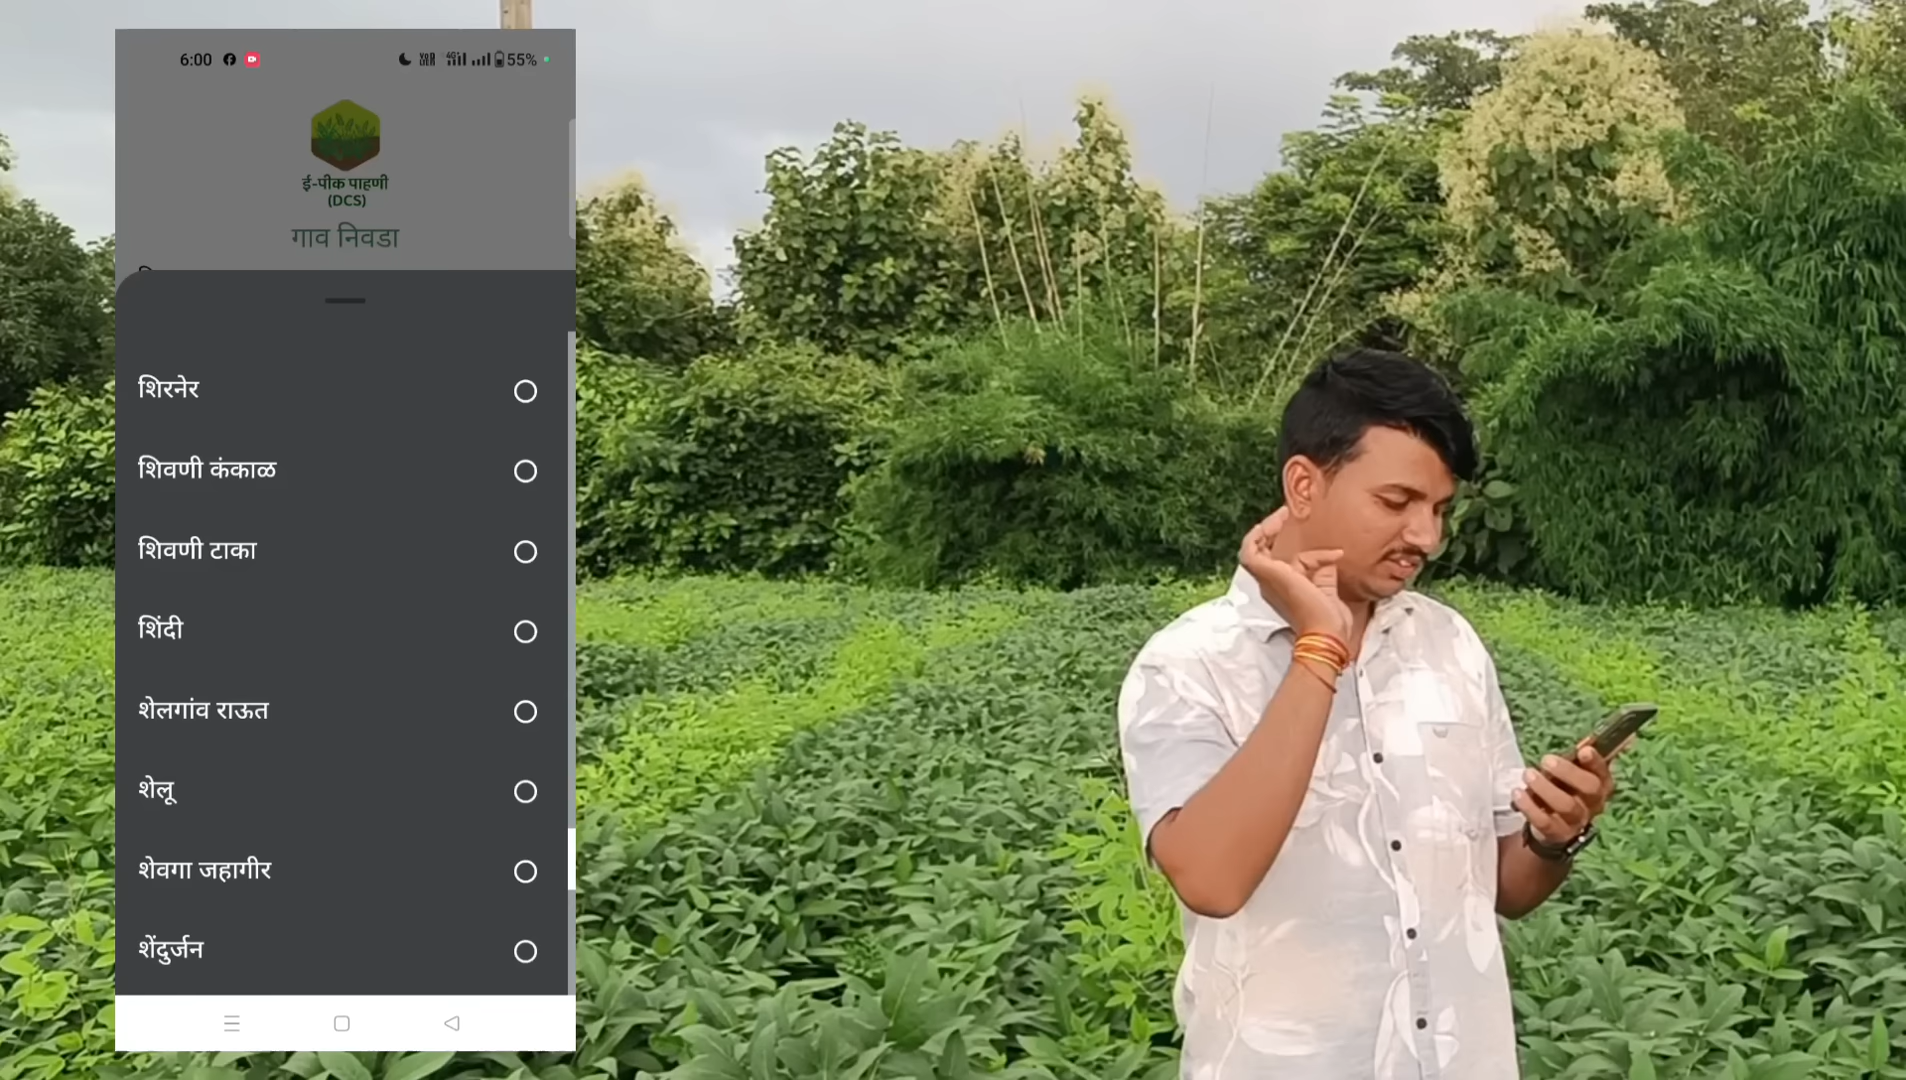 6:00
55%
ई-पीक पाहणी
(DCS)
गाव निवडा
शिरनेर
शिवणी कंकाळ
शिवणी टाका
शिंदी
शेलगांव राऊत
शेलू
शेवगा जहागीर
शेंदुर्जन